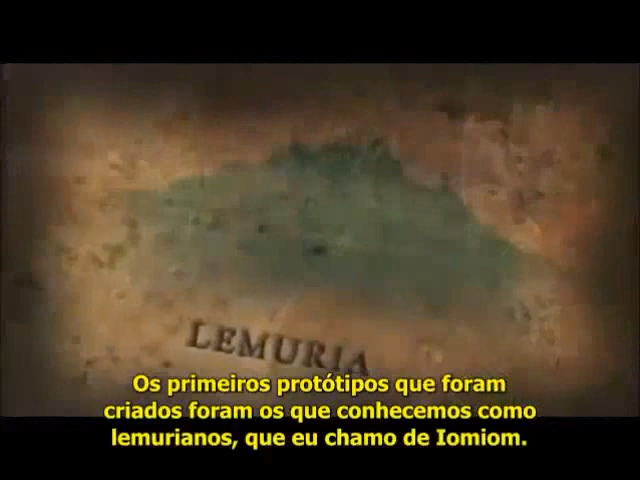 LEMURIA
Os primeiros protótipos que foram
criados foram os que conhecemos como
lemurianos, que eu chamo de Iomiom.